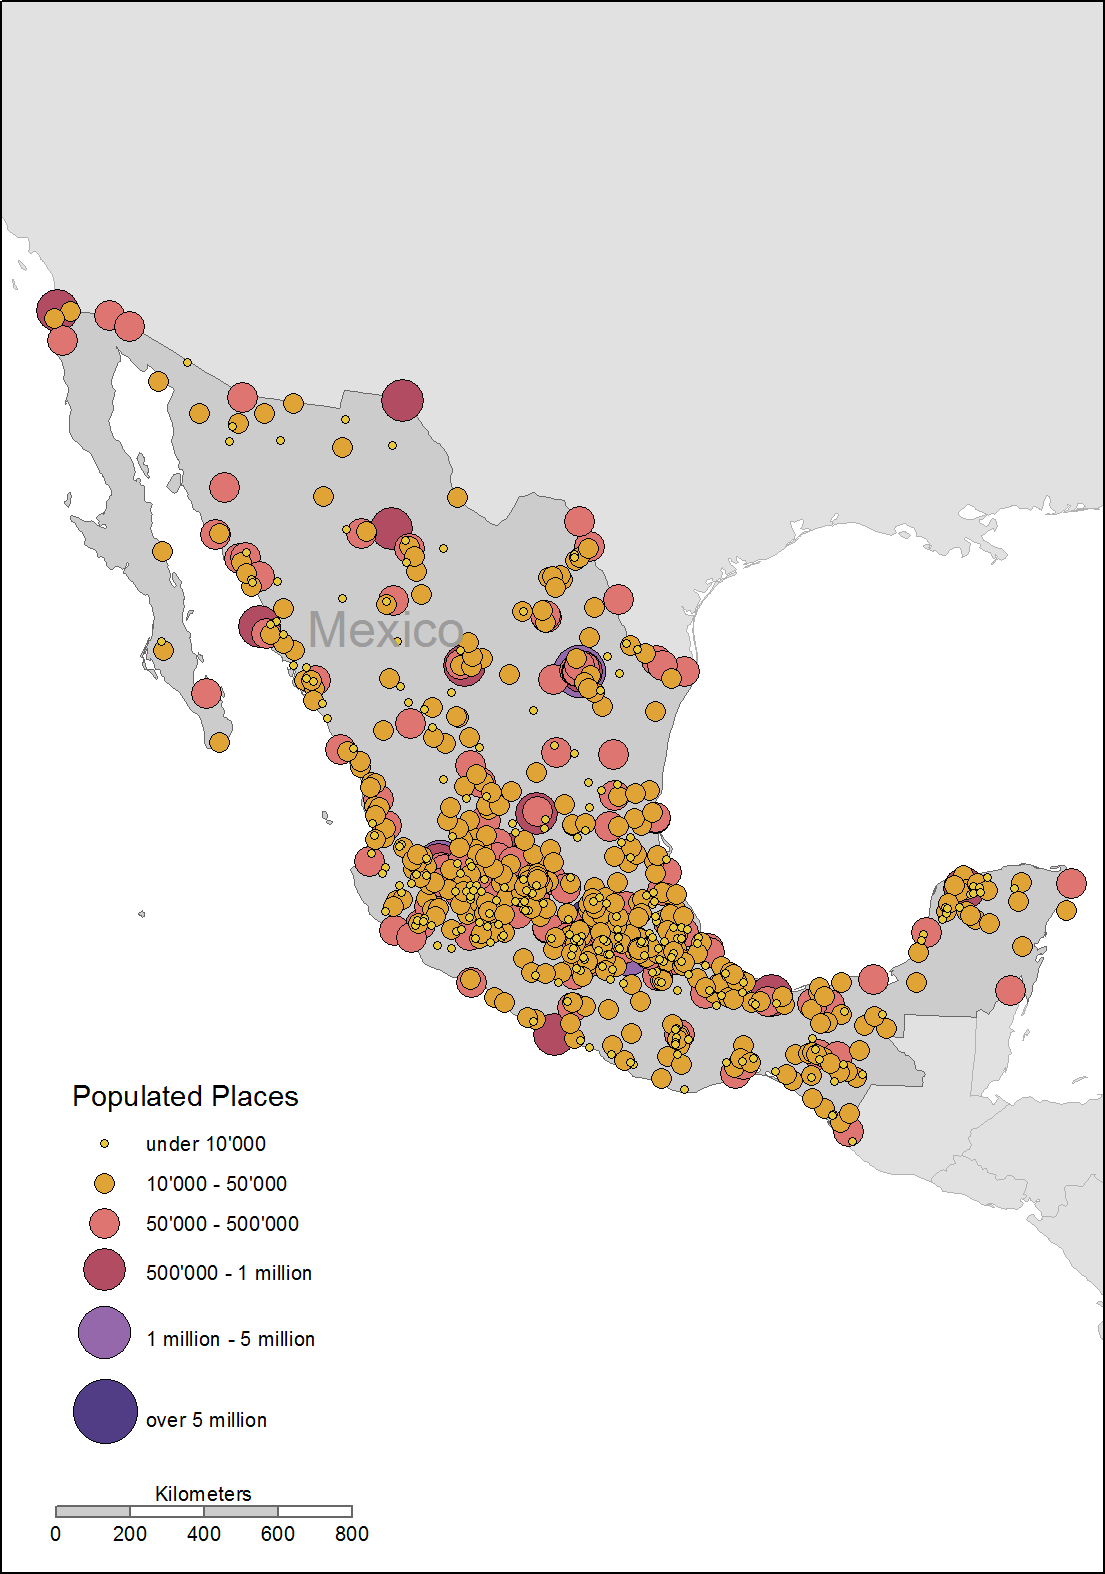 Mexico
Populated Places
under 10'000
10'000 - 50'000
50'000 - 500'000
500'000 - 1 million
1 million - 5 million
over 5 million
Kilometers
0 200 400 600 800